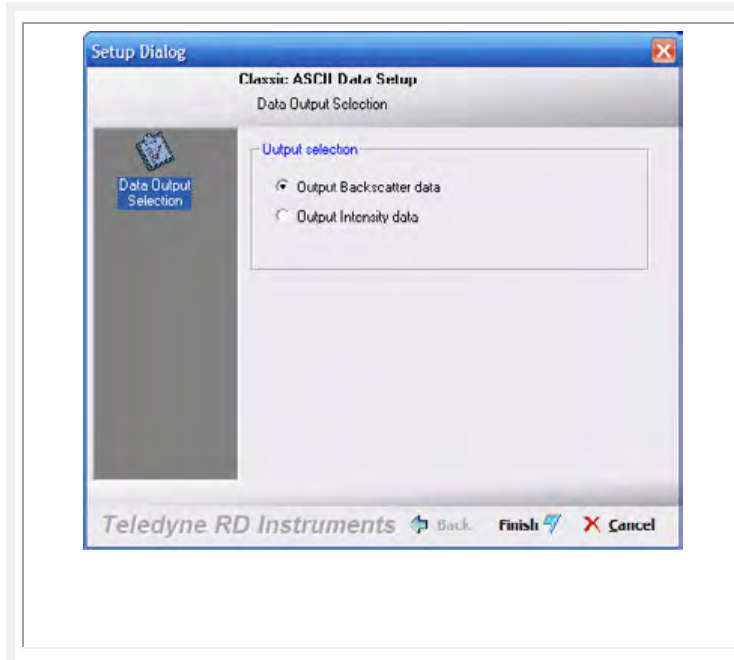 Setup Dialog
Classic ASCII Data Setup
Data Output Selection
Data Output
Selection
Output selection
Output Backscatter data
Output Intensity data
Teledyne RD Instruments
Back
Finish
Cancel